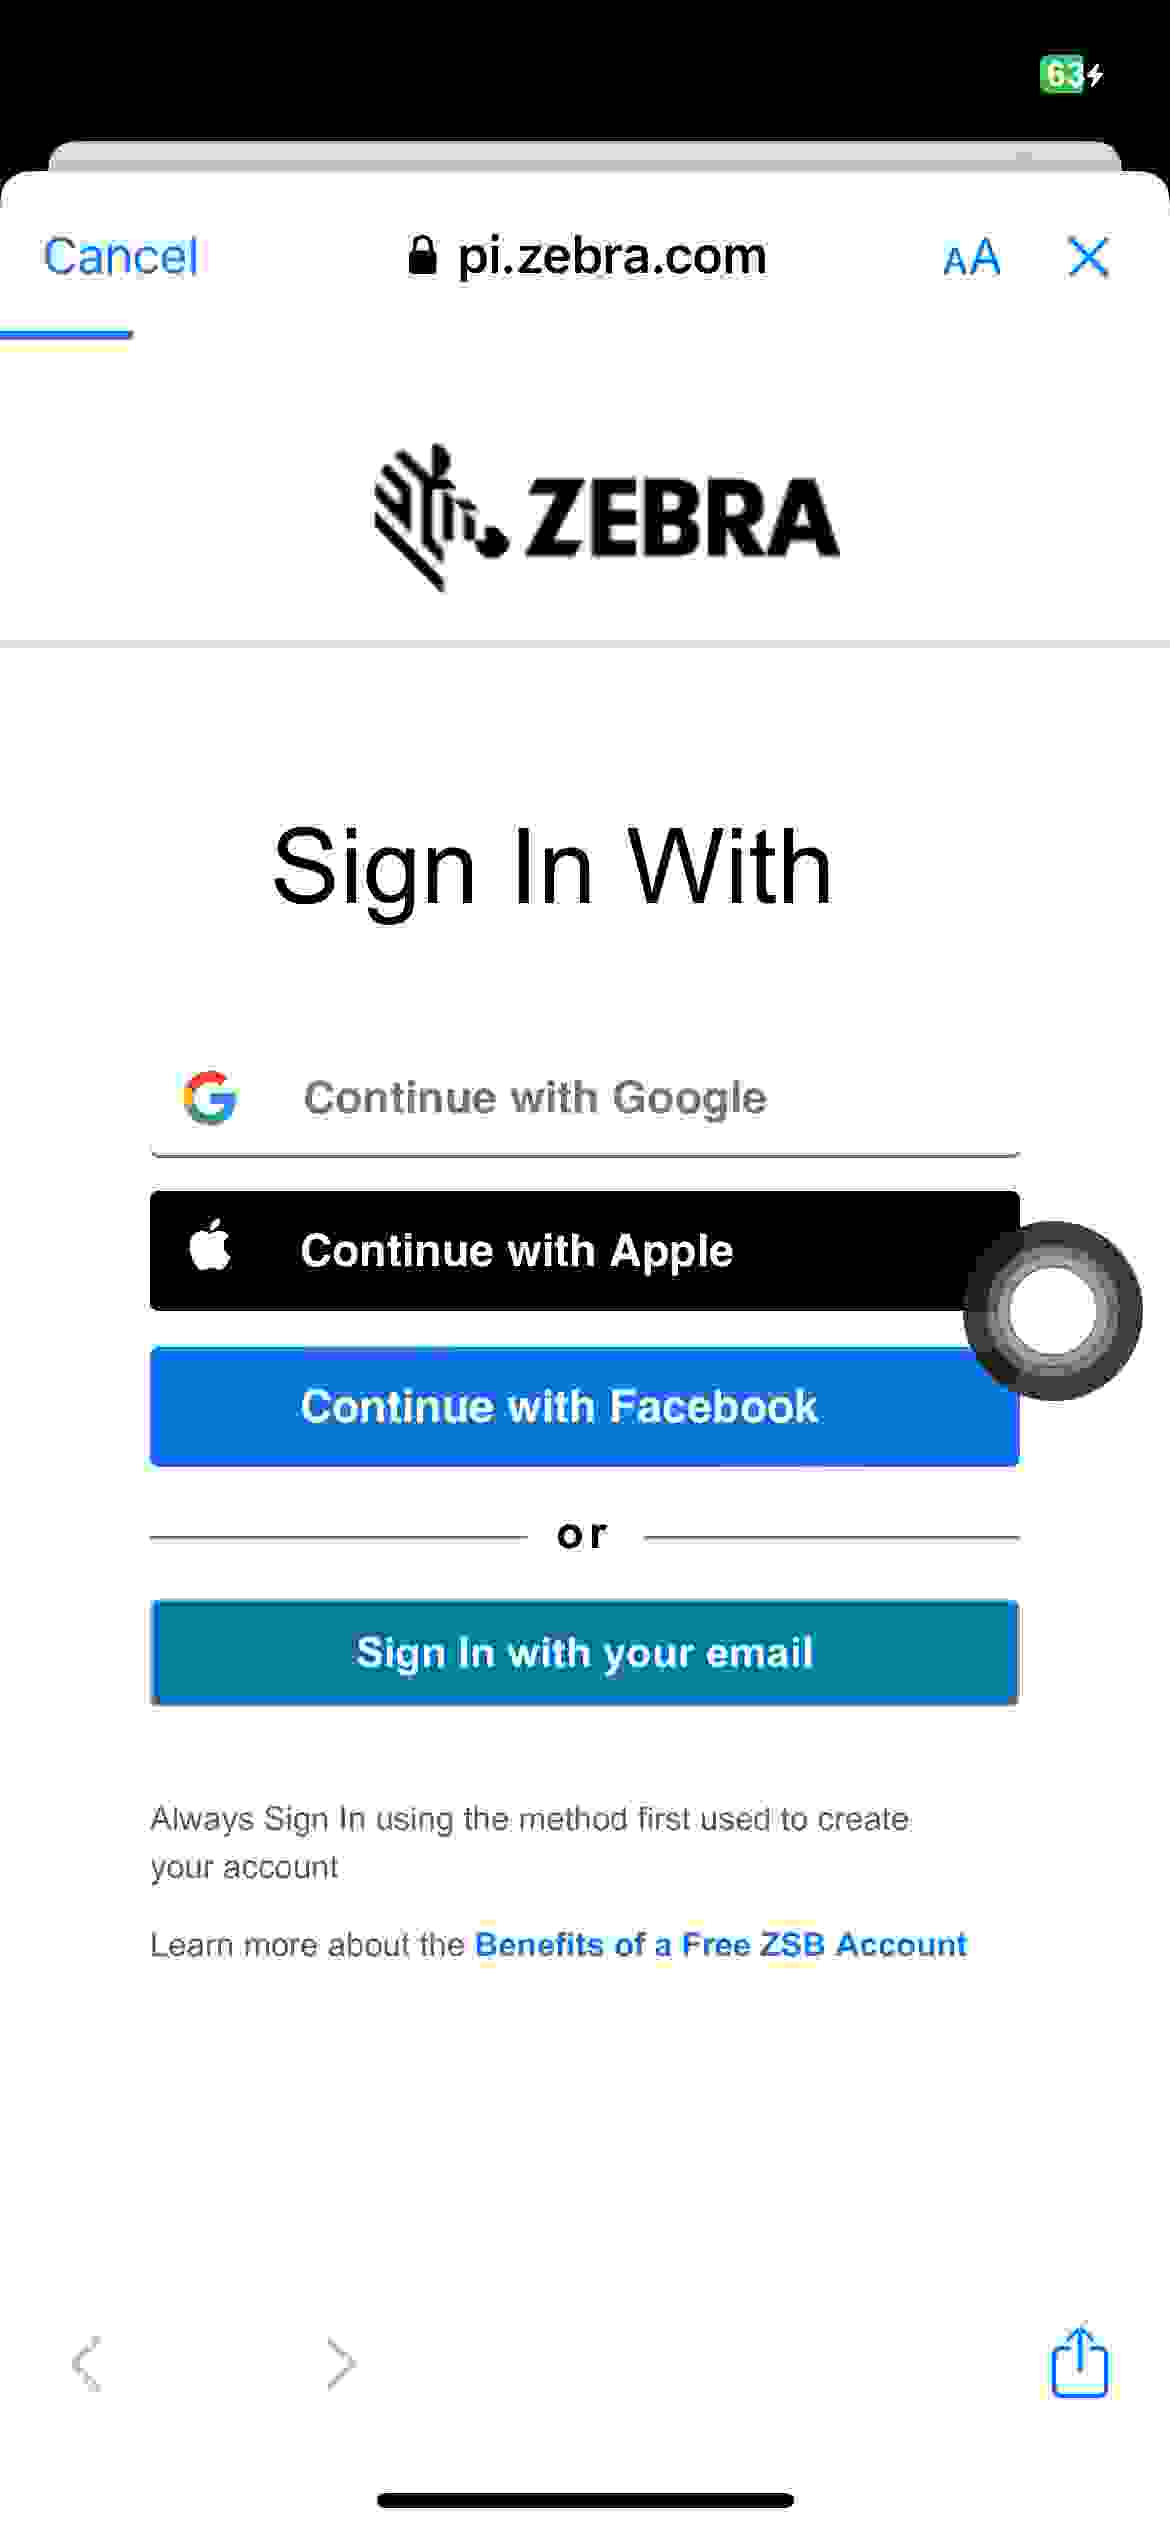 63
Cancel
pi.zebra.com
AA
ZEBRA
Sign In With
Continue with Google
Continue with Apple
Continue with Facebook
or
Sign In with your email
Always Sign In using the method first used to create
your account
Learn more about the Benefits of a Free ZSB Account